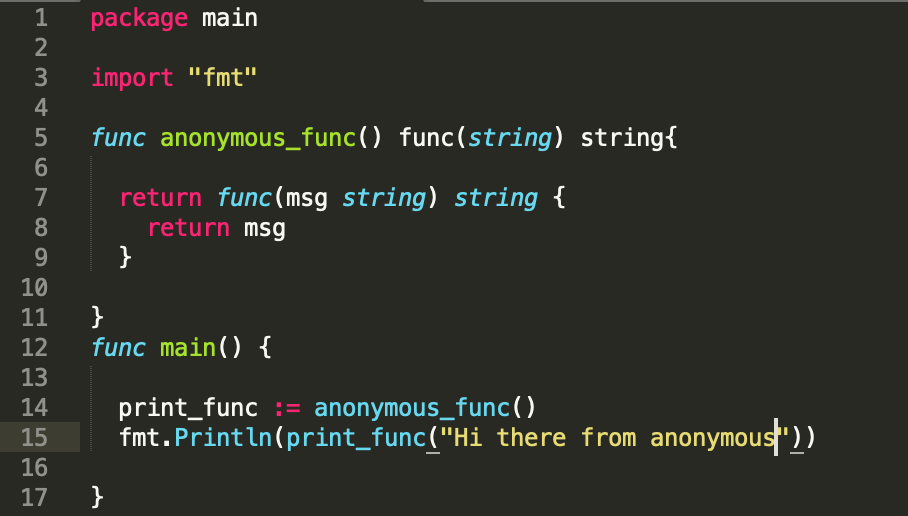 1 package main
2
3 import "fmt"
4
5 func anonymous_func() func(string) string{
6
7   return func(msg string) string {
8     return msg
9   }
10
11 }
12 func main() {
13
14   print_func := anonymous_func()
15   fmt.Println(print_func("Hi there from anonymous"))
16
17 }